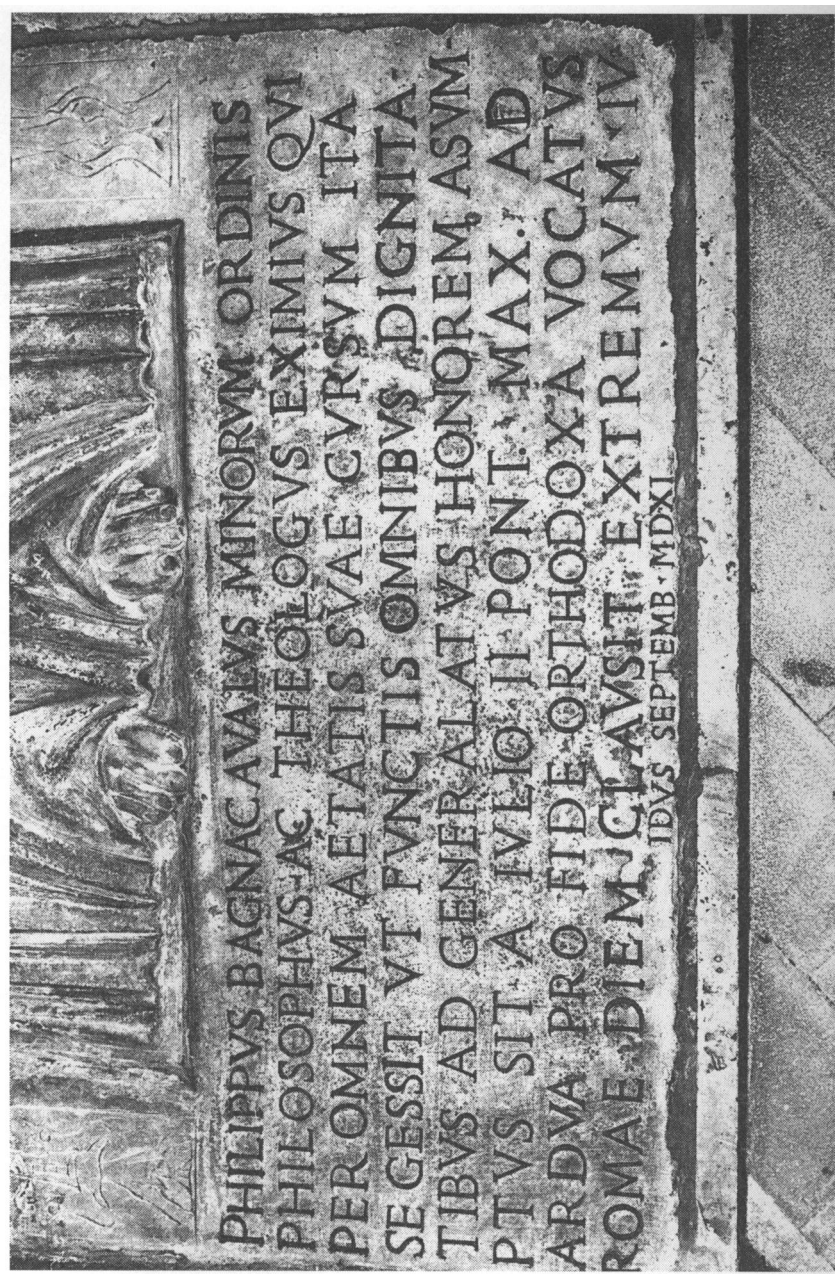 PHILIPPVS BAGNACAVALVS MINORVM ORDINIS
PHILOSOPHVS AC THEOLOGVS EXIMIVS QVI
PER OMNEM AETATIS SVAE CVRSVM ITA
SE GESSIT VT FVNCTIS OMNIBVS DIGNITA
TIBVS AD GENERALATVS HONOREM ASVM-
PTVS SIT A IVLIO II PONT. MAX. AD
ARDVA PRO FIDE ORTHODOXA VOCATVS
ROMAE DIEM CLAVSIT EXTREMVM IV
IDVS SEPTEMB · MDXI